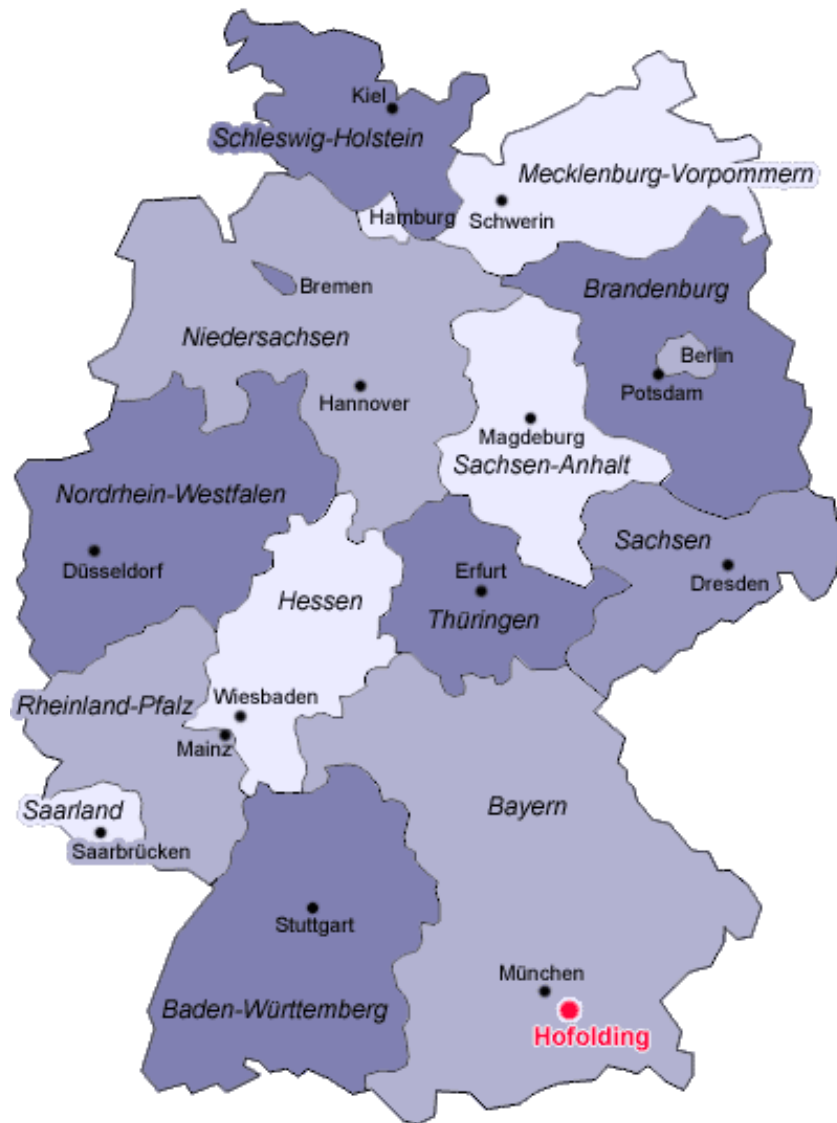 Kiel
Schleswig-Holstein
Mecklenburg-Vorpommern
Hamburg
Schwerin
Bremen
Brandenburg
Niedersachsen
Berlin
Potsdam
Hannover
Magdeburg
Sachsen-Anhalt
Nordrhein-Westfalen
Sachsen
Düsseldorf
Erfurt
Dresden
Hessen
Thüringen
Wiesbaden
Rheinland-Pfalz
Mainz
Saarland
Bayern
Saarbrücken
Stuttgart
München
Baden-Württemberg
Hofolding